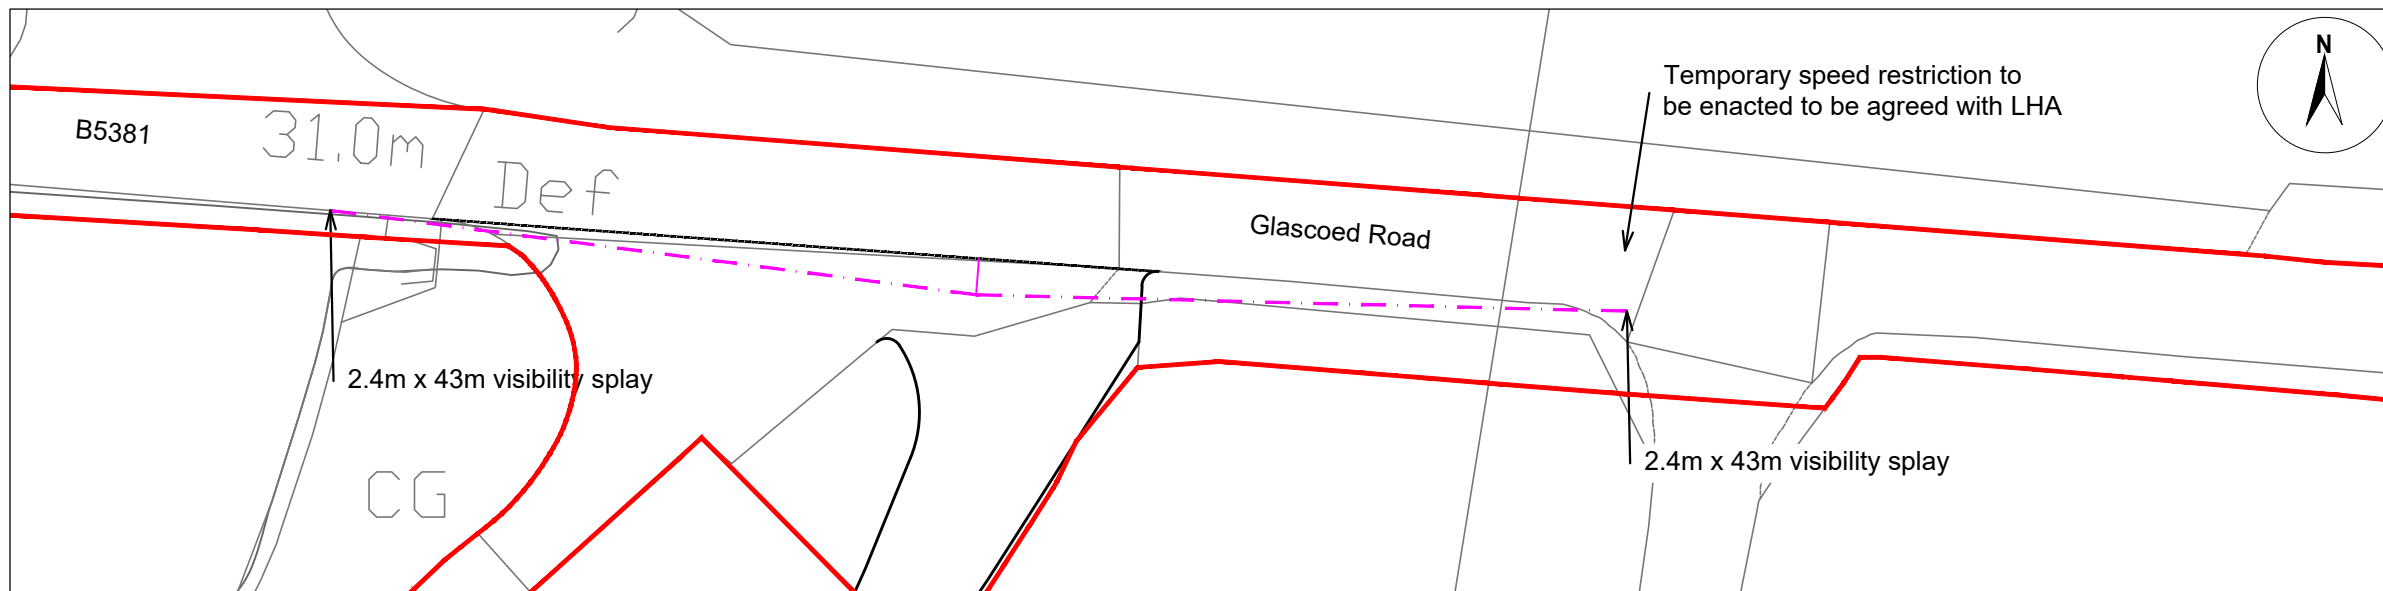 N
Temporary speed restriction to
be enacted to be agreed with LHA
B5381
31.0m
Def
Glascoed Road
2.4m x 43m visibility splay
2.4m x 43m visibility splay
CG